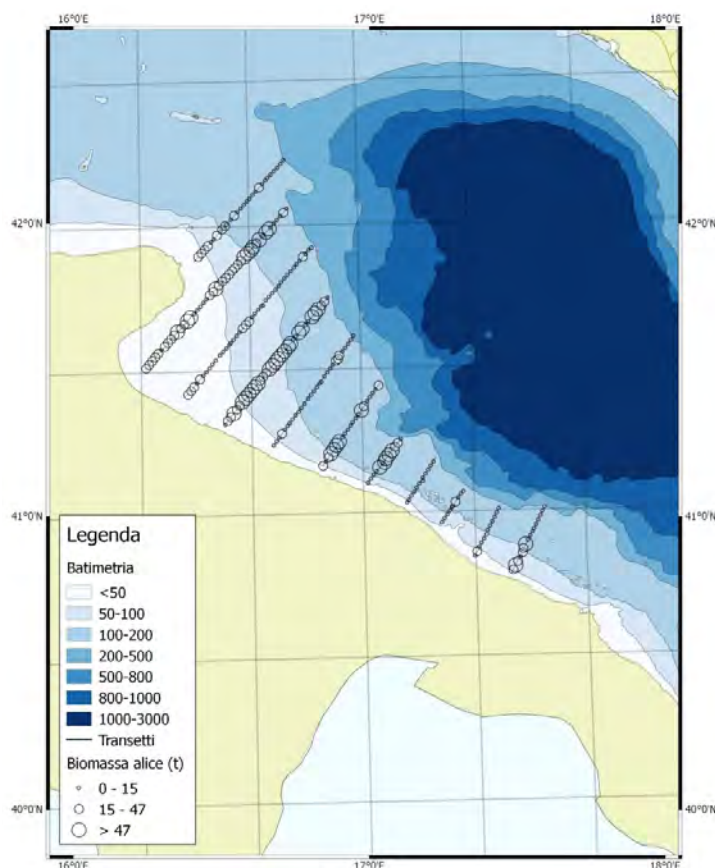 16°0'E 17°0'E 18°0'E
42°0'N 42°0'N
41°0'N 41°0'N
Legenda
Batimetria
<50
50-100
100-200
200-500
500-800
800-1000
1000-3000
Transetti
Biomassa alice (t)
0 - 15
15 - 47
> 47
40°0'N 40°0'N
16°0'E 17°0'E 18°0'E